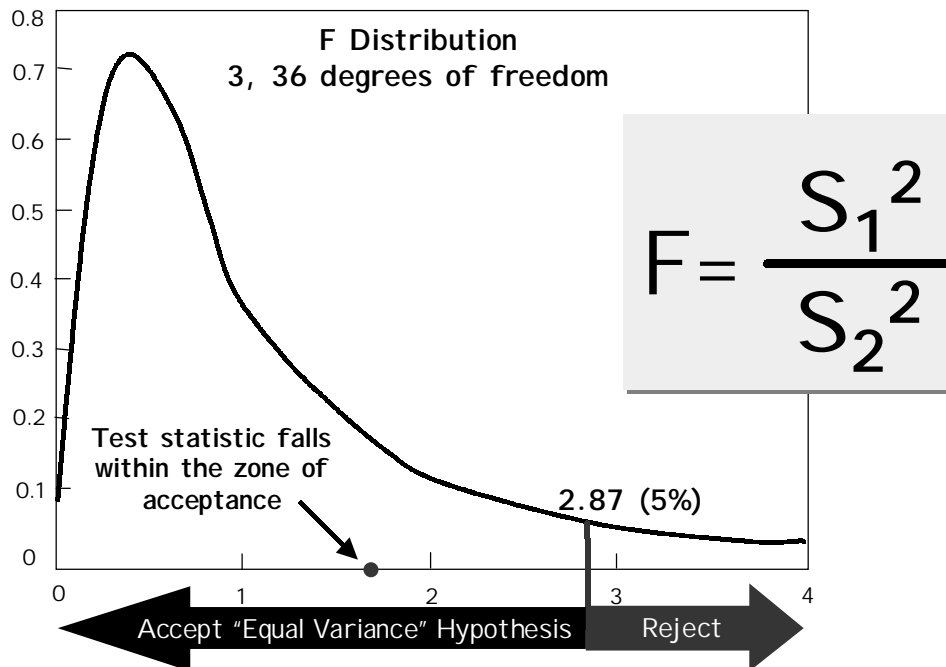 F Distribution
3, 36 degrees of freedom
0.8
0.7
0.6
0.5
0.4
0.3
0.2
0.1
0
F = S₁² / S₂²
Test statistic falls
within the zone of
acceptance
2.87 (5%)
0 1 2 3 4
Accept "Equal Variance" Hypothesis
Reject